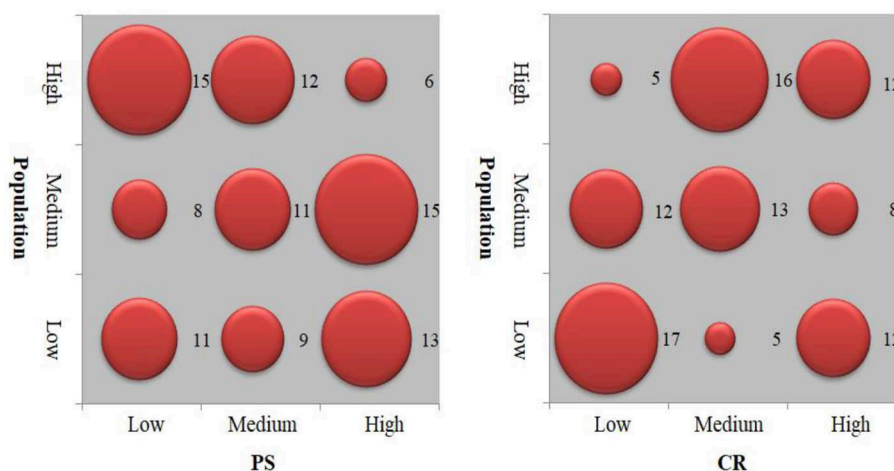 Population
High
Medium
Low
15
12
6
8
11
15
11
9
13
Low
Medium
High
PS
Population
High
Medium
Low
5
16
12
12
13
8
17
5
12
Low
Medium
High
CR